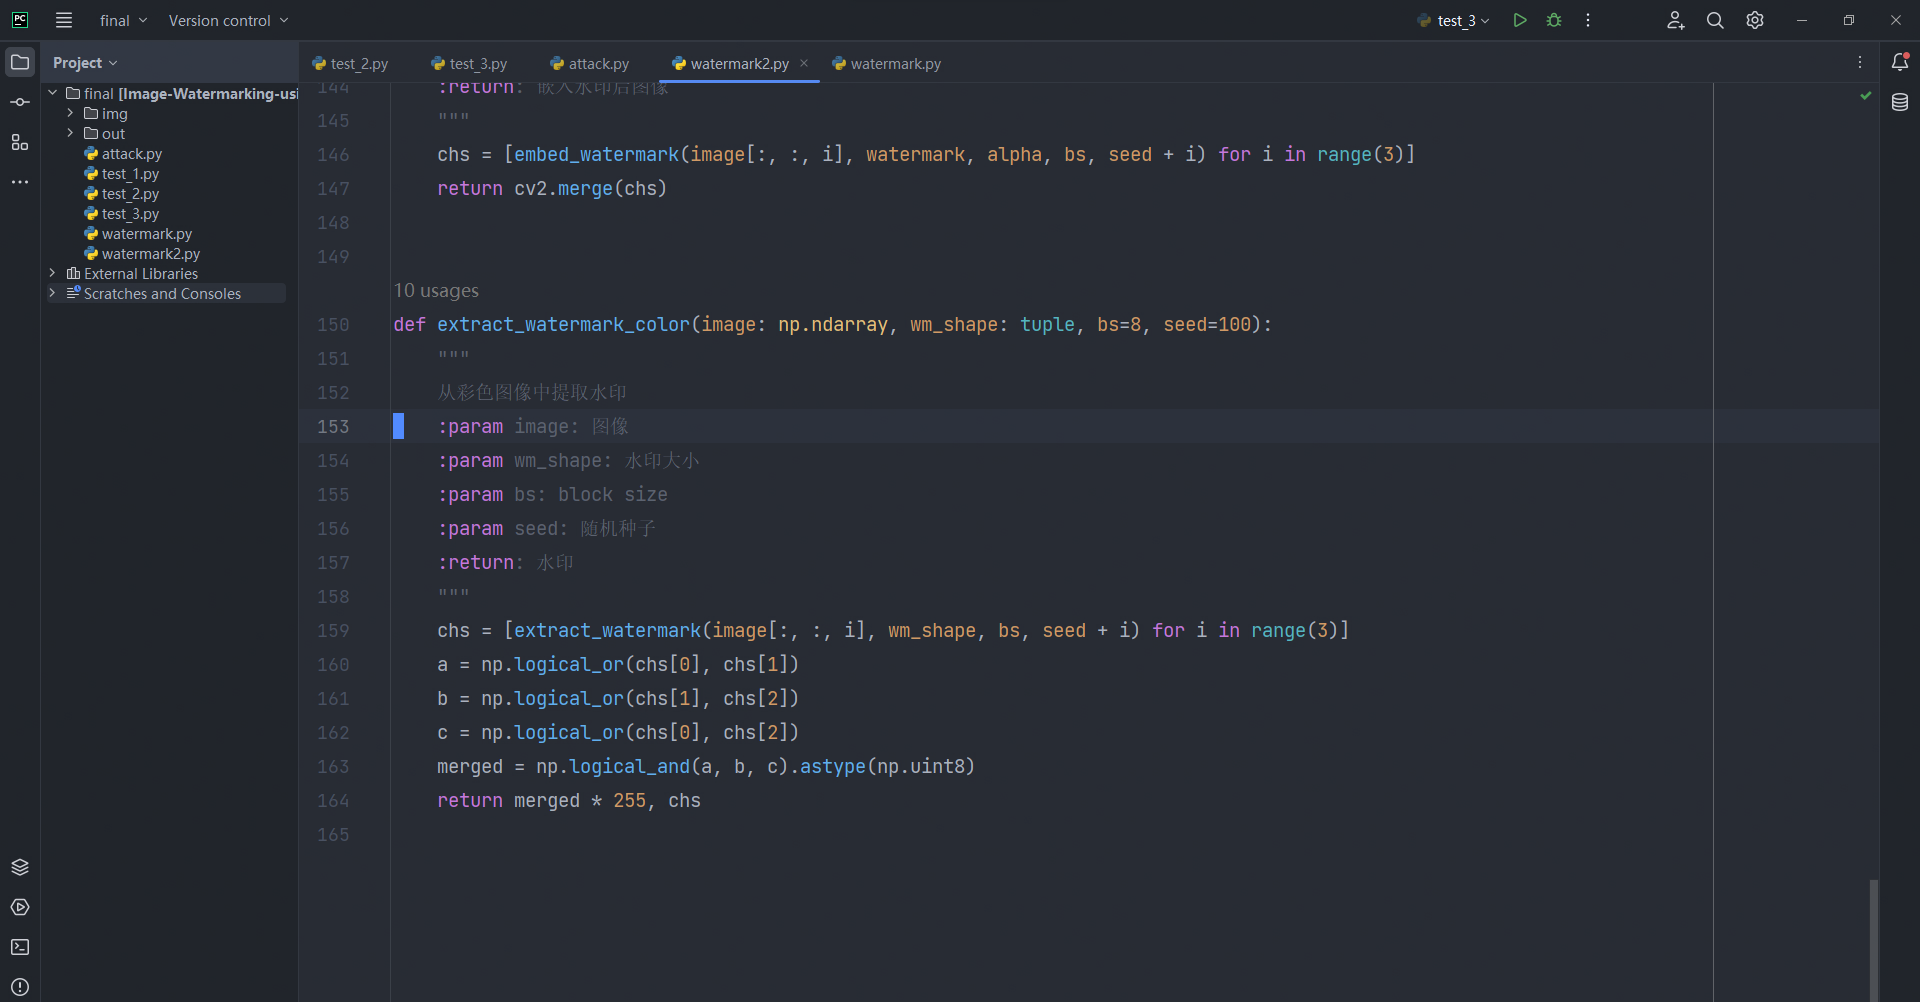 PC
final
Version control
test_3
Project
test_2.py
test_3.py
attack.py
watermark2.py
watermark.py
final [Image-Watermarking-usi
img
out
attack.py
test_1.py
test_2.py
test_3.py
watermark.py
watermark2.py
External Libraries
Scratches and Consoles
144 :return: 嵌入水印后图像
145 """
146 chs = [embed_watermark(image[:, :, i], watermark, alpha, bs, seed + i) for i in range(3)]
147 return cv2.merge(chs)
148
149
10 usages
150 def extract_watermark_color(image: np.ndarray, wm_shape: tuple, bs=8, seed=100):
151 """
152 从彩色图像中提取水印
153 :param image: 图像
154 :param wm_shape: 水印大小
155 :param bs: block size
156 :param seed: 随机种子
157 :return: 水印
158 """
159 chs = [extract_watermark(image[:, :, i], wm_shape, bs, seed + i) for i in range(3)]
160 a = np.logical_or(chs[0], chs[1])
161 b = np.logical_or(chs[1], chs[2])
162 c = np.logical_or(chs[0], chs[2])
163 merged = np.logical_and(a, b, c).astype(np.uint8)
164 return merged * 255, chs
165